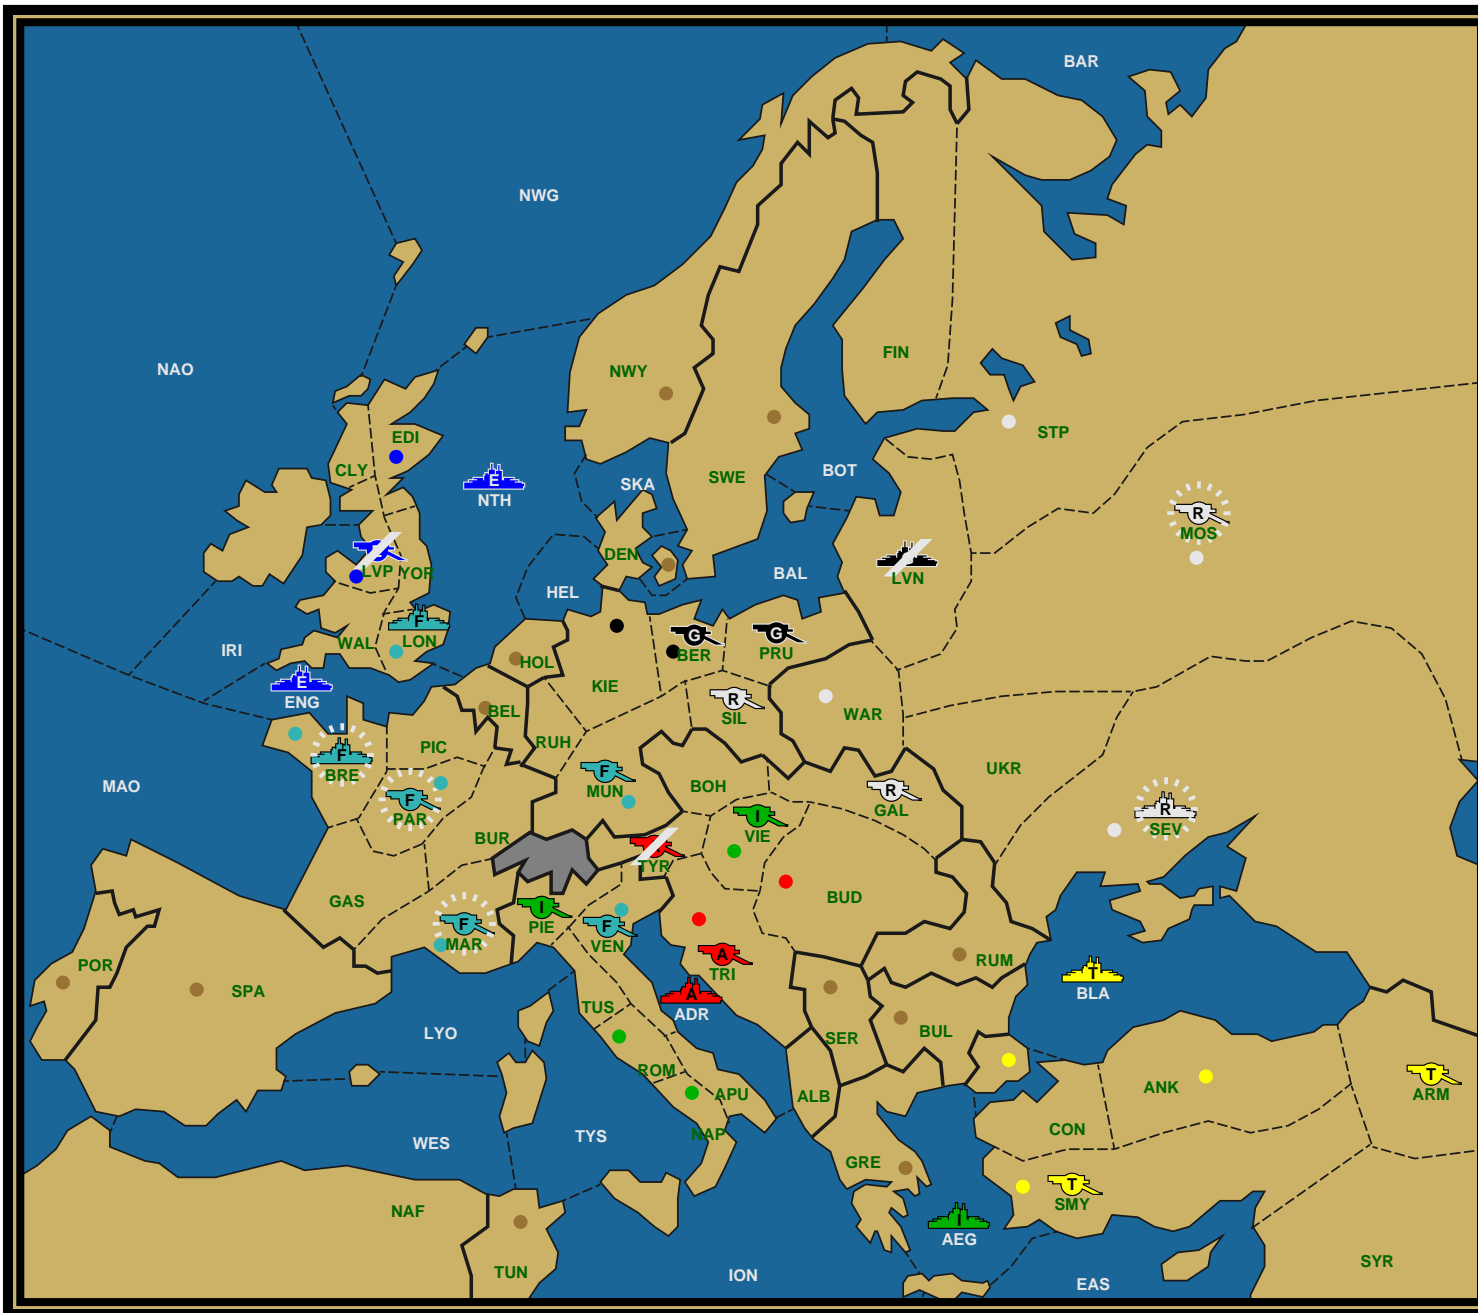 BAR
NWG
NAO
FIN
NWY
STP
EDI
CLY
SKA
BOT
SWE
E
NTH
R
MOS
DEN
LVP
YOR
BAL
LVN
HEL
F
LON
WAL
IRI
G
BER
G
PRU
HOL
E
ENG
KIE
R
SIL
WAR
BEL
PIC
RUH
F
BRE
UKR
MAO
F
MUN
BOH
R
GAL
F
PAR
R
SEV
I
VIE
BUR
TYR
GAS
BUD
I
PIE
F
MAR
F
VEN
POR
SPA
A
TRI
RUM
T
BLA
TUS
A
ADR
LYO
SER
BUL
ROM
APU
ALB
ANK
T
ARM
NAP
CON
WES
TYS
GRE
T
SMY
NAF
I
AEG
TUN
ION
EAS
SYR